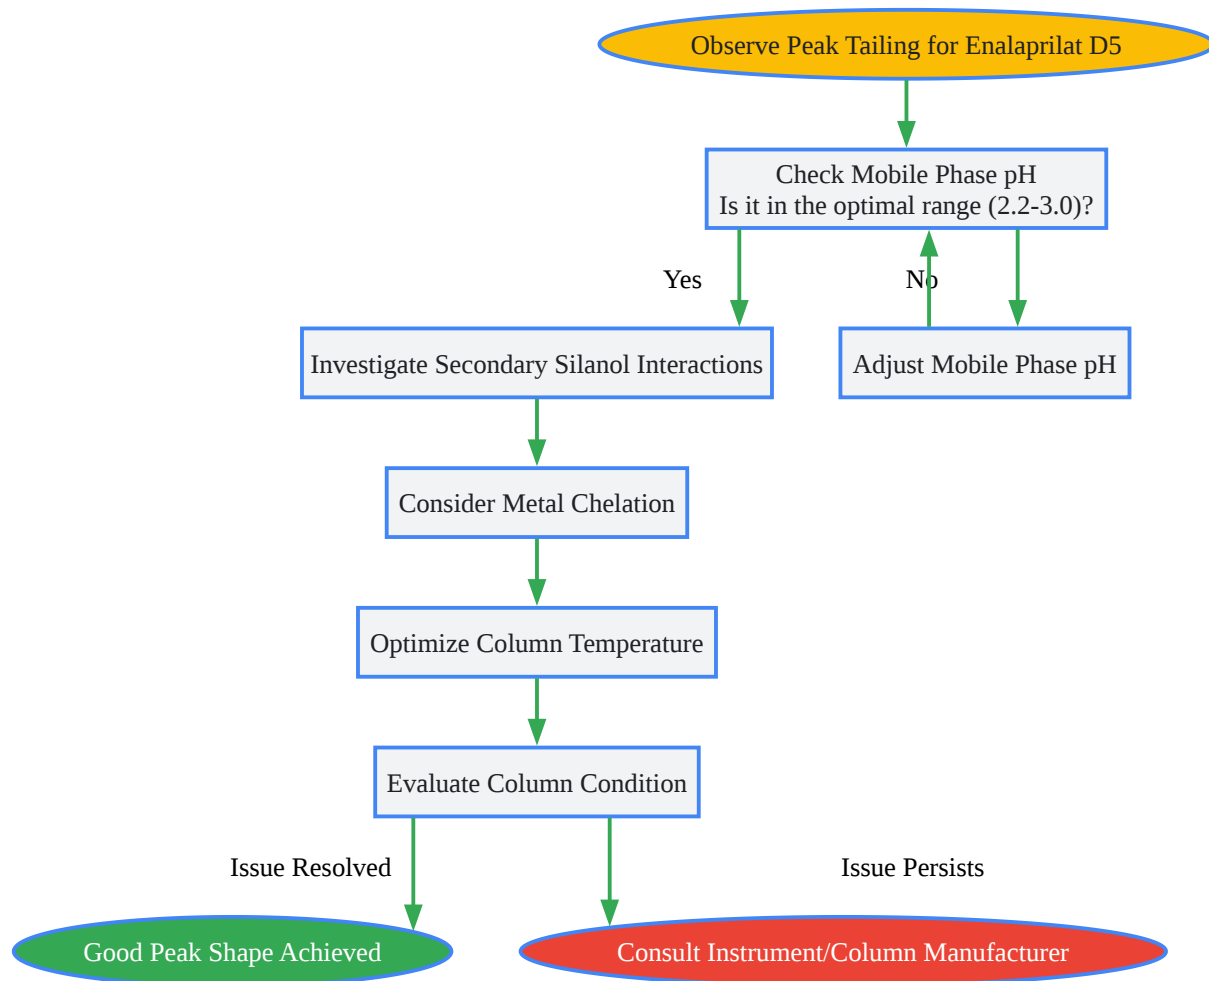 Observe Peak Tailing for Enalaprilat D5
Check Mobile Phase pH
Is it in the optimal range (2.2-3.0)?
Yes
No
Investigate Secondary Silanol Interactions
Adjust Mobile Phase pH
Consider Metal Chelation
Optimize Column Temperature
Evaluate Column Condition
Issue Resolved
Issue Persists
Good Peak Shape Achieved
Consult Instrument/Column Manufacturer